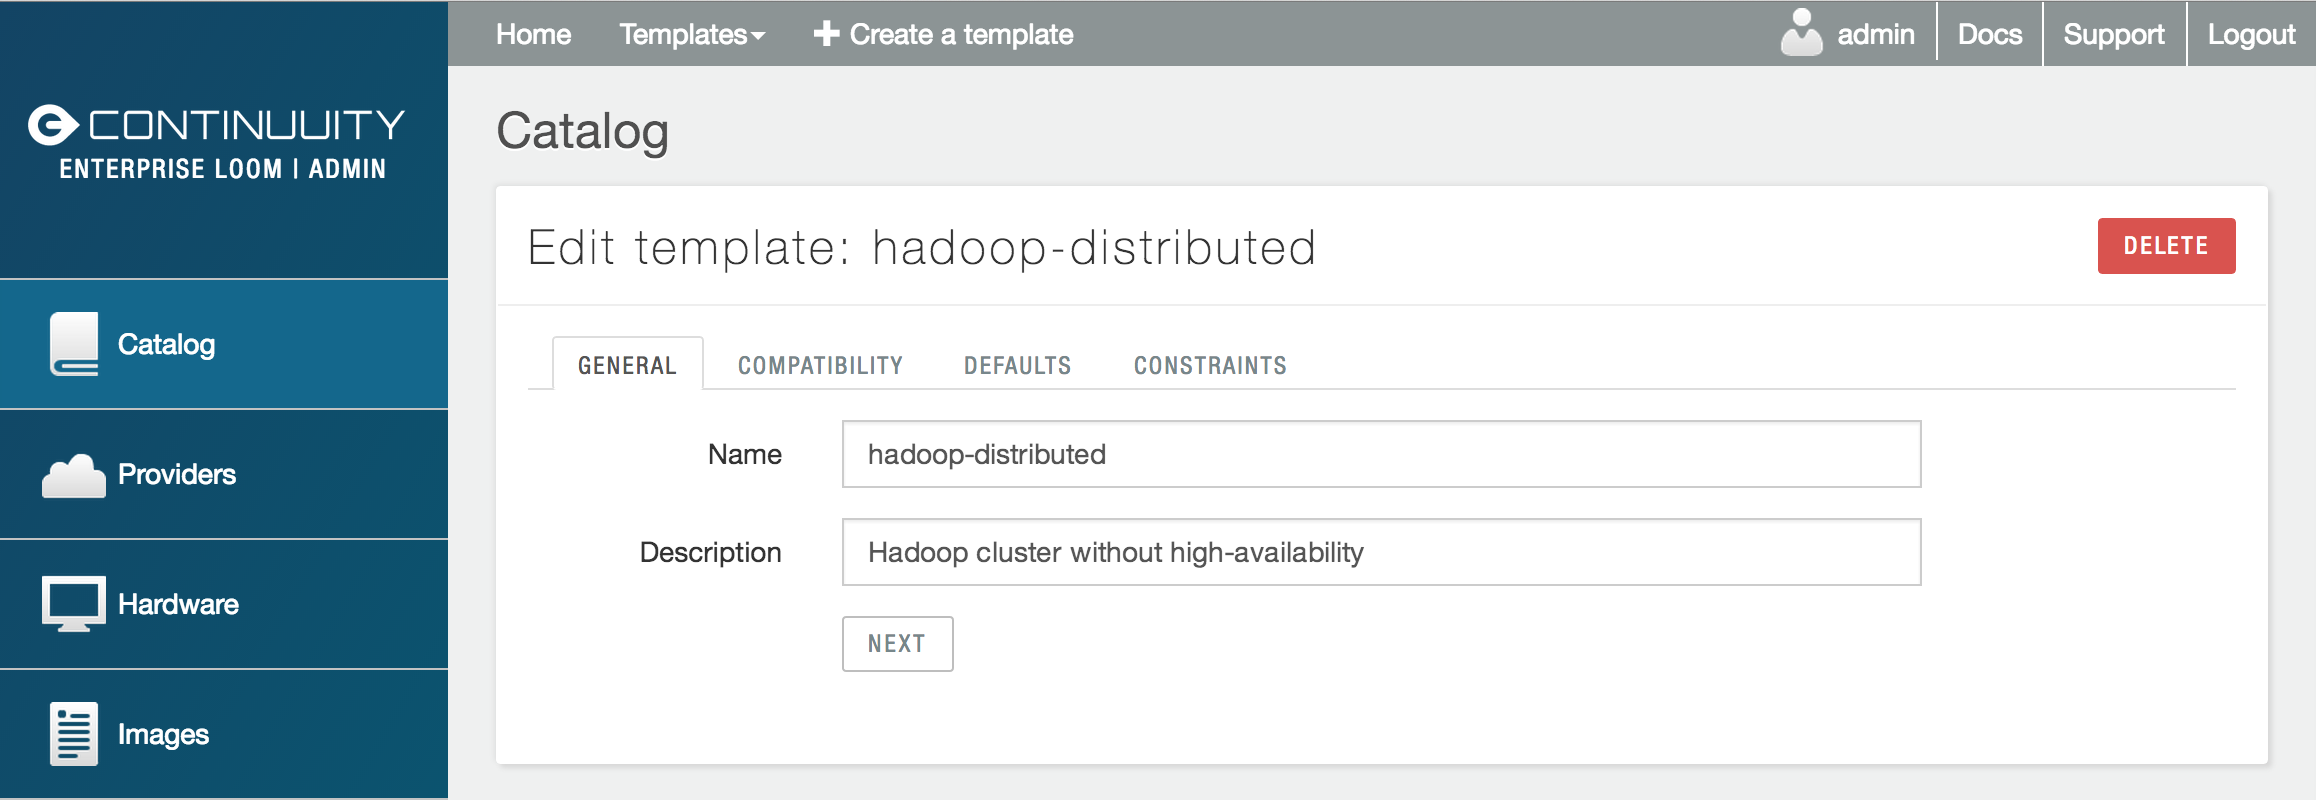 CONTINUUITY
ENTERPRISE LOOM | ADMIN
Catalog
Providers
Hardware
Images
Home Templates Create a template admin Docs Support Logout
Catalog
Edit template: hadoop-distributed DELETE
GENERAL COMPATIBILITY DEFAULTS CONSTRAINTS
Name hadoop-distributed
Description Hadoop cluster without high-availability
NEXT